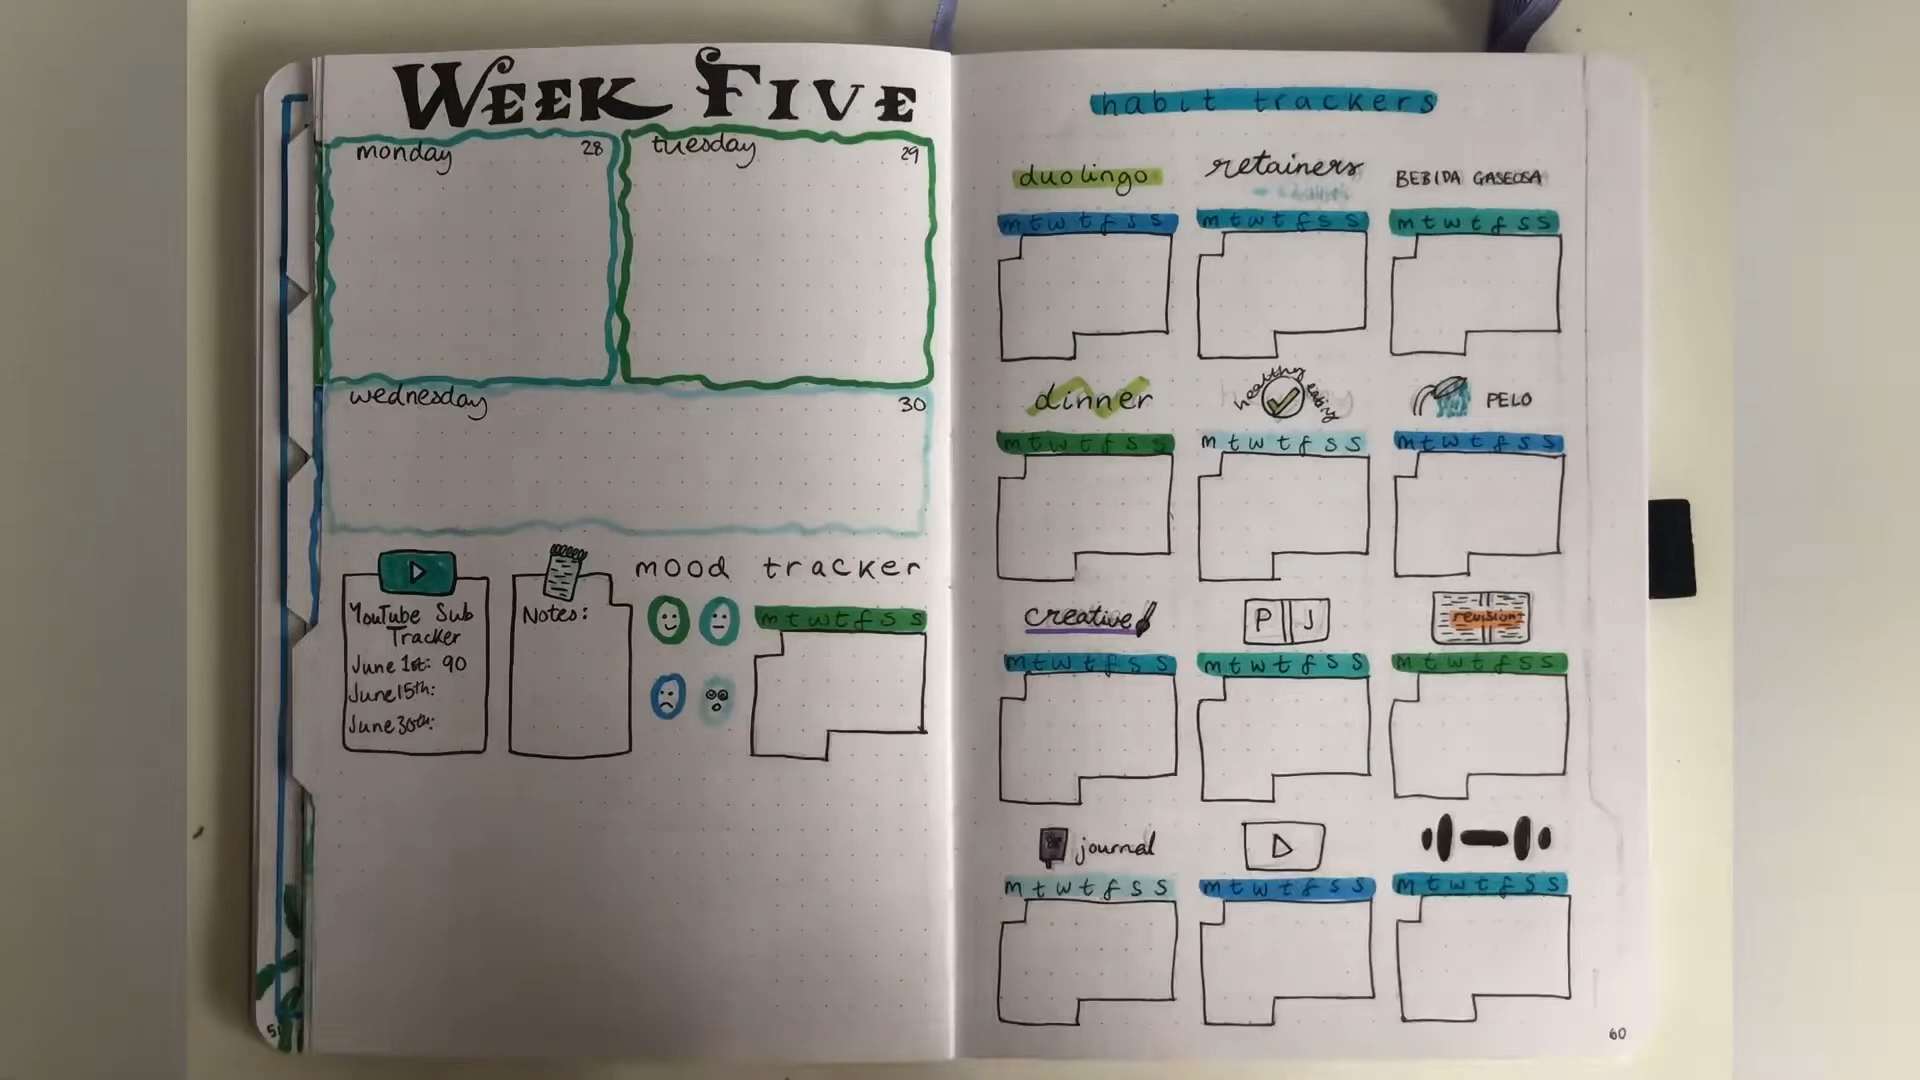 WEEK FIVE
monday 28
tuesday 29
wednesday 30
YouTube Sub
Tracker
June 1st: 90
June 15th:
June 30th:
Notes:
mood tracker
m t w t f s s
habit trackers
duolingo
m t w t f s s
retainers
m t w t f s s
BEBIDA GASEOSA
m t w t f s s
dinner
m t w t f s s
healthy eating
m t w t f s s
PELO
m t w t f s s
creative
m t w t f s s
P J
m t w t f s s
revision
m t w t f s s
journal
m t w t f s s
m t w t f s s
m t w t f s s
60